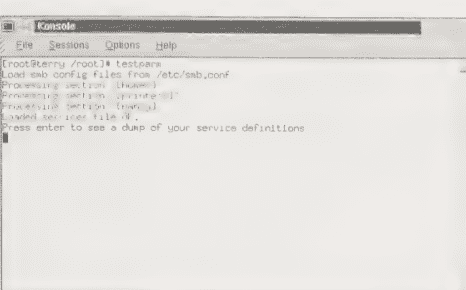 Konsole
File Sessions Options Help
[root@terry /root]# testparm
Load smb config files from /etc/smb.conf
Processing section
Processing section
Processing section
Loaded services file OK.
Press enter to see a dump of your service definitions